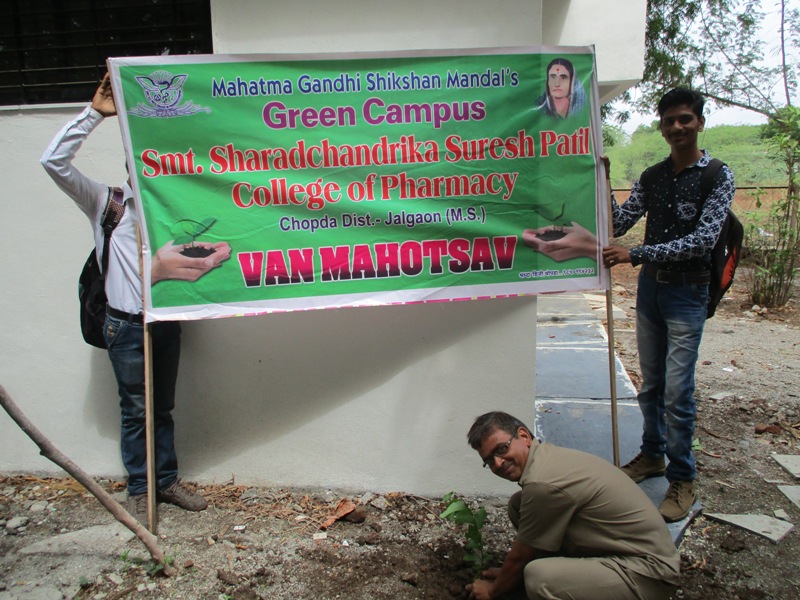 Mahatma Gandhi Shikshan Mandal's
Green Campus
Smt. Sharadchandrika Suresh Patil
College of Pharmacy
Chopda Dist.- Jalgaon (M.S.)
VAN MAHOTSAV